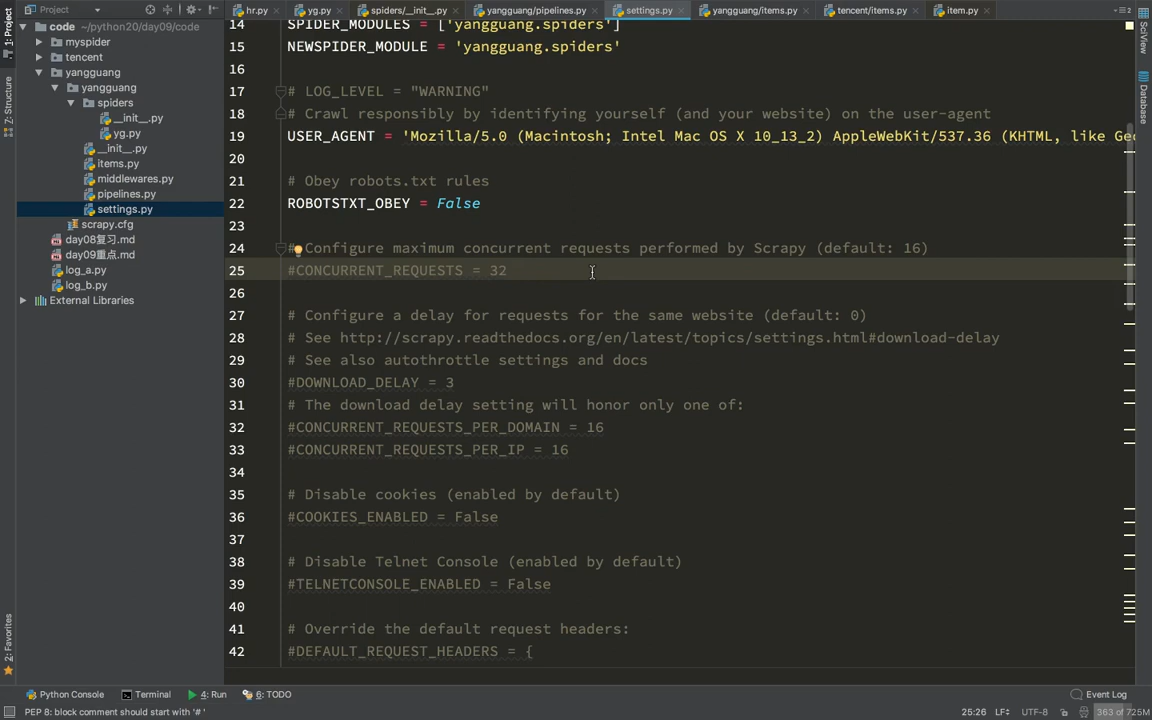 hr.py
yg.py
spiders/__init__.py
yangguang/pipelines.py
settings.py
yangguang/items.py
tencent/items.py
item.py
1: Project
Z: Structure
2: Favorites
SciView
Database
Project
code ~/python20/day09/code
myspider
tencent
yangguang
yangguang
spiders
__init__.py
yg.py
__init__.py
items.py
middlewares.py
pipelines.py
settings.py
scrapy.cfg
day08复习.md
day09重点.md
log_a.py
log_b.py
External Libraries
14 SPIDER_MODULES = ['yangguang.spiders']
15 NEWSPIDER_MODULE = 'yangguang.spiders'
16
17 # LOG_LEVEL = "WARNING"
18 # Crawl responsibly by identifying yourself (and your website) on the user-agent
19 USER_AGENT = 'Mozilla/5.0 (Macintosh; Intel Mac OS X 10_13_2) AppleWebKit/537.36 (KHTML, like Gec
20
21 # Obey robots.txt rules
22 ROBOTSTXT_OBEY = False
23
24 # Configure maximum concurrent requests performed by Scrapy (default: 16)
25 #CONCURRENT_REQUESTS = 32
26
27 # Configure a delay for requests for the same website (default: 0)
28 # See http://scrapy.readthedocs.org/en/latest/topics/settings.html#download-delay
29 # See also autothrottle settings and docs
30 #DOWNLOAD_DELAY = 3
31 # The download delay setting will honor only one of:
32 #CONCURRENT_REQUESTS_PER_DOMAIN = 16
33 #CONCURRENT_REQUESTS_PER_IP = 16
34
35 # Disable cookies (enabled by default)
36 #COOKIES_ENABLED = False
37
38 # Disable Telnet Console (enabled by default)
39 #TELNETCONSOLE_ENABLED = False
40
41 # Override the default request headers:
42 #DEFAULT_REQUEST_HEADERS = {
Python Console
Terminal
4: Run
6: TODO
Event Log
PEP 8: block comment should start with '# '
25:26
LF
UTF-8
363 of 725M